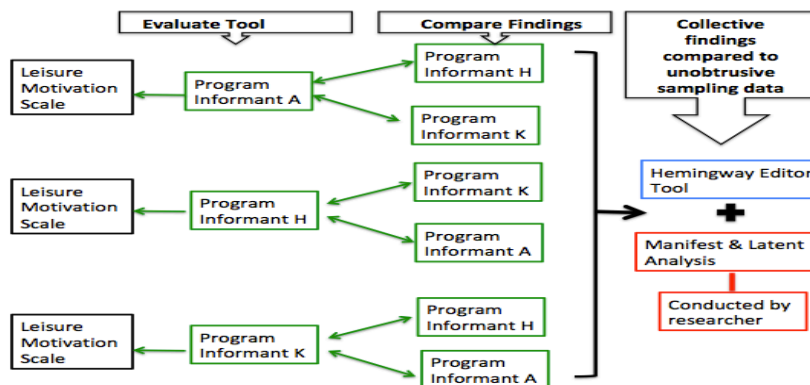 Evaluate Tool
Compare Findings
Collective
findings
compared to
unobtrusive
sampling data
Leisure
Motivation
Scale
Program
Informant A
Program
Informant H
Program
Informant K
Leisure
Motivation
Scale
Program
Informant H
Program
Informant K
Program
Informant A
Leisure
Motivation
Scale
Program
Informant K
Program
Informant H
Program
Informant A
Hemingway Editor
Tool
Manifest & Latent
Analysis
Conducted by
researcher